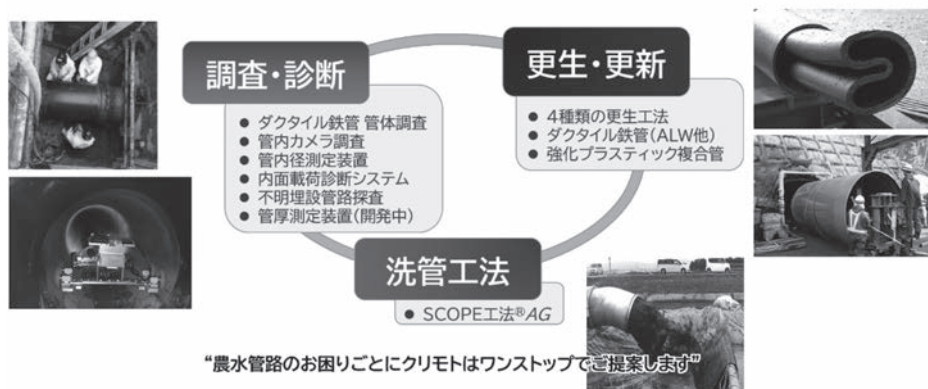 調査・診断
● ダクタイル鉄管 管体調査
● 管内カメラ調査
● 管内径測定装置
● 内面載荷診断システム
● 不明埋設管路探査
● 管厚測定装置(開発中)
更生・更新
● 4種類の更生工法
● ダクタイル鉄管(ALW他)
● 強化プラスティック複合管
洗管工法
● SCOPE工法®AG
“農水管路のお困りごとにクリモトはワンストップでご提案します”